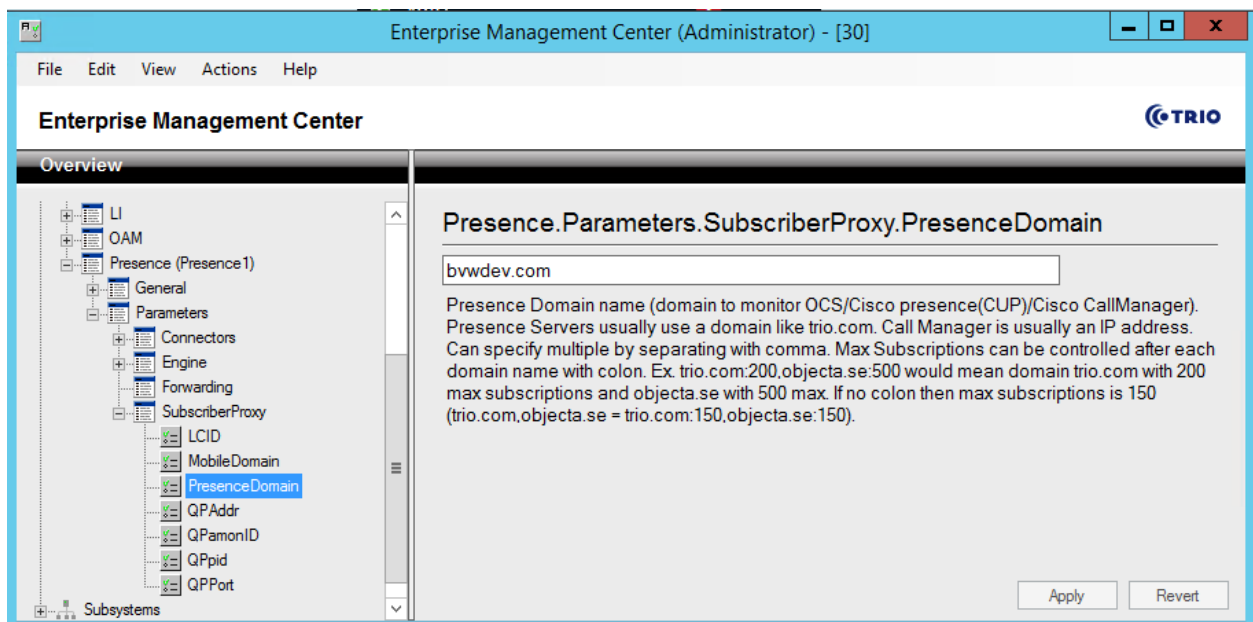 Enterprise Management Center (Administrator) - [30]
File Edit View Actions Help
Enterprise Management Center
TRIO
Overview
LI
OAM
Presence (Presence1)
General
Parameters
Connectors
Engine
Forwarding
SubscriberProxy
LCID
MobileDomain
PresenceDomain
QPAddr
QPamonID
QPpid
QPPort
Subsystems
Presence.Parameters.SubscriberProxy.PresenceDomain
bvwdev.com
Presence Domain name (domain to monitor OCS/Cisco presence(CUP)/Cisco CallManager).
Presence Servers usually use a domain like trio.com. Call Manager is usually an IP address.
Can specify multiple by separating with comma. Max Subscriptions can be controlled after each
domain name with colon. Ex. trio.com:200,objecta.se:500 would mean domain trio.com with 200
max subscriptions and objecta.se with 500 max. If no colon then max subscriptions is 150
(trio.com,objecta.se = trio.com:150,objecta.se:150).
Apply Revert